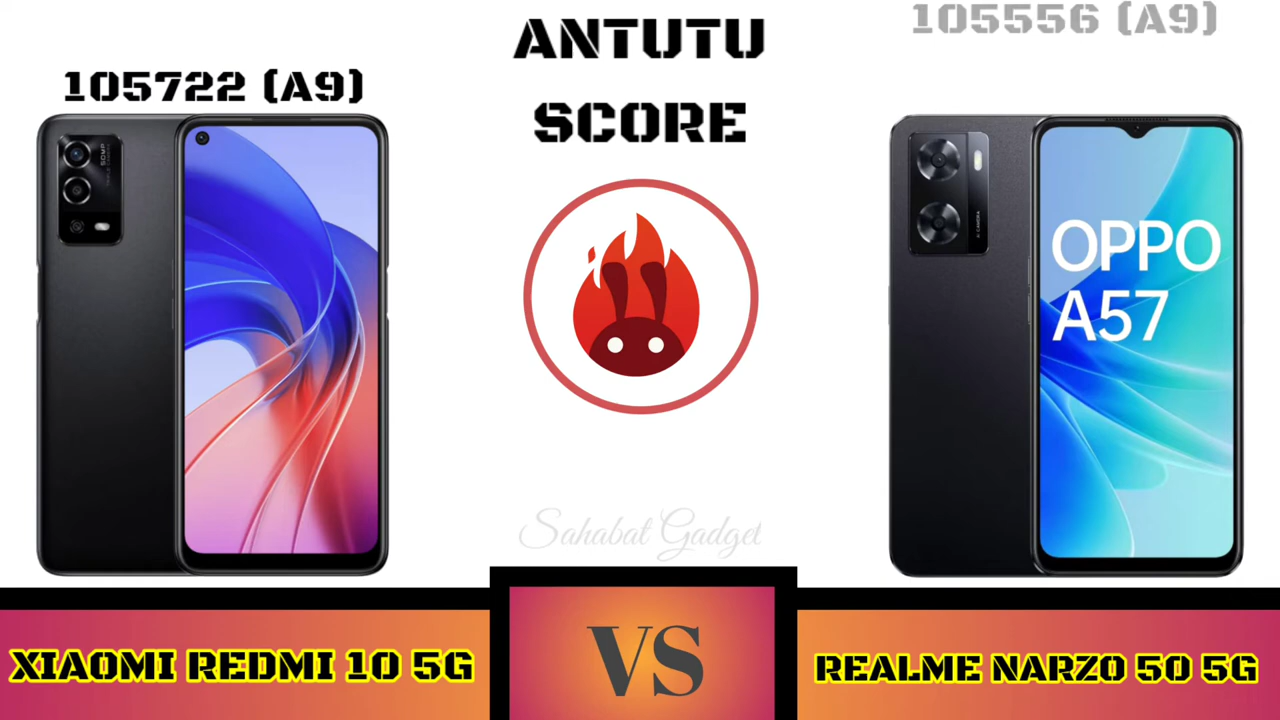 105556 (A9)
ANTUTU
SCORE
105722 (A9)
50MP
OPPO
A57
Sahabat Gadget
VS
XIAOMI REDMI 10 5G
REALME NARZO 50 5G